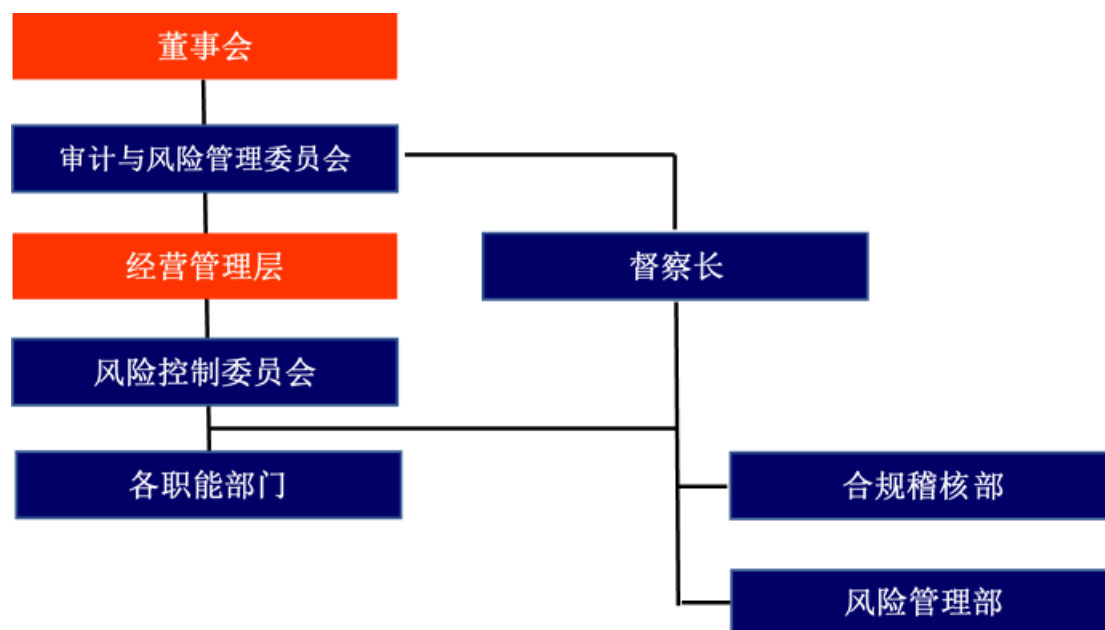 董事会
审计与风险管理委员会
经营管理层
督察长
风险控制委员会
各职能部门
合规稽核部
风险管理部